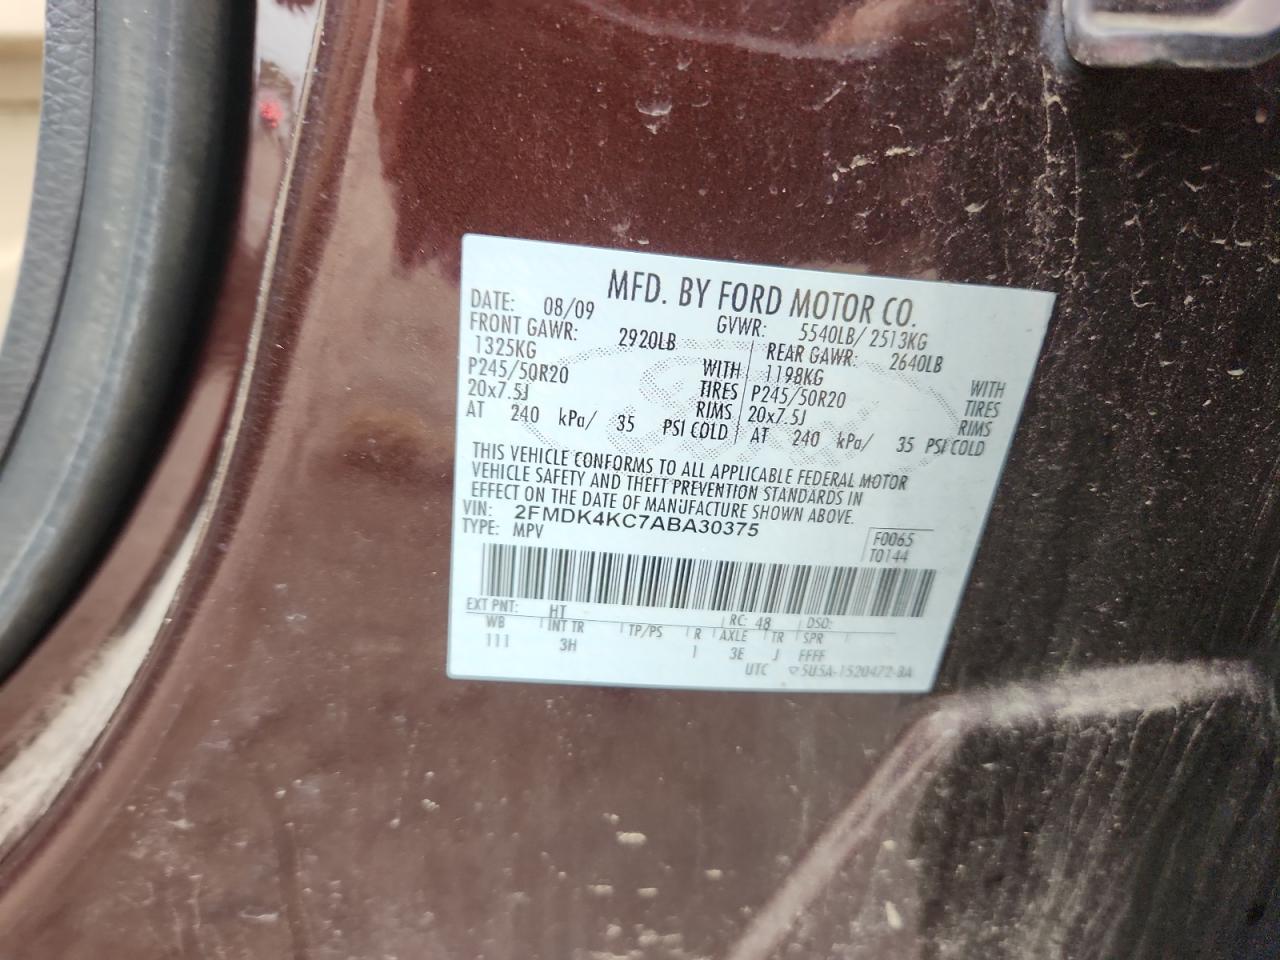 MFD. BY FORD MOTOR CO.
DATE: 08/09 GVWR: 5540LB/ 2513KG
FRONT GAWR: 2920LB REAR GAWR: 2640LB
1325KG WITH 1198KG WITH
P245/50R20 TIRES P245/50R20 TIRES
20x7.5J RIMS 20x7.5J RIMS
AT 240 kPa/ 35 PSI COLD AT 240 kPa/ 35 PSI COLD
THIS VEHICLE CONFORMS TO ALL APPLICABLE FEDERAL MOTOR
VEHICLE SAFETY AND THEFT PREVENTION STANDARDS IN
EFFECT ON THE DATE OF MANUFACTURE SHOWN ABOVE.
VIN: 2FMDK4KC7ABA30375
TYPE: MPV F0065
T0144
EXT PNT: HT RC: 48 DSO:
WB INT TR TP/PS R AXLE TR SPR
111 3H 1 3E J FFFF
UTC ▽5U5A-1520472-BA